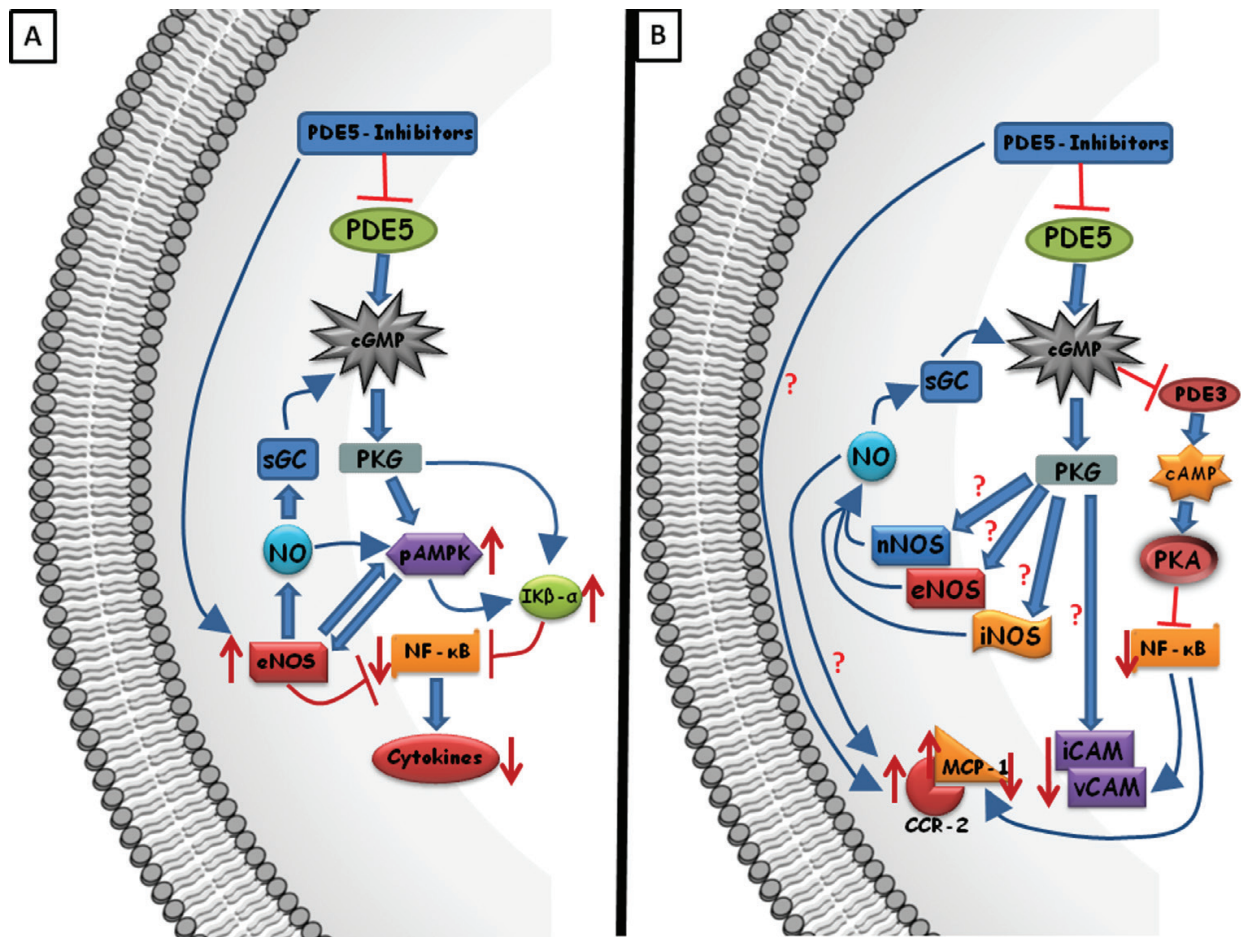 A
PDE5-Inhibitors
PDE5
cGMP
sGC
PKG
NO
pAMPK
IKβ-α
eNOS
NF-κB
Cytokines
B
PDE5-Inhibitors
PDE5
cGMP
sGC
?
PDE3
NO
PKG
cAMP
?
?
nNOS
PKA
eNOS
?
iNOS
?
NF-κB
?
iCAM
MCP-1
vCAM
CCR-2